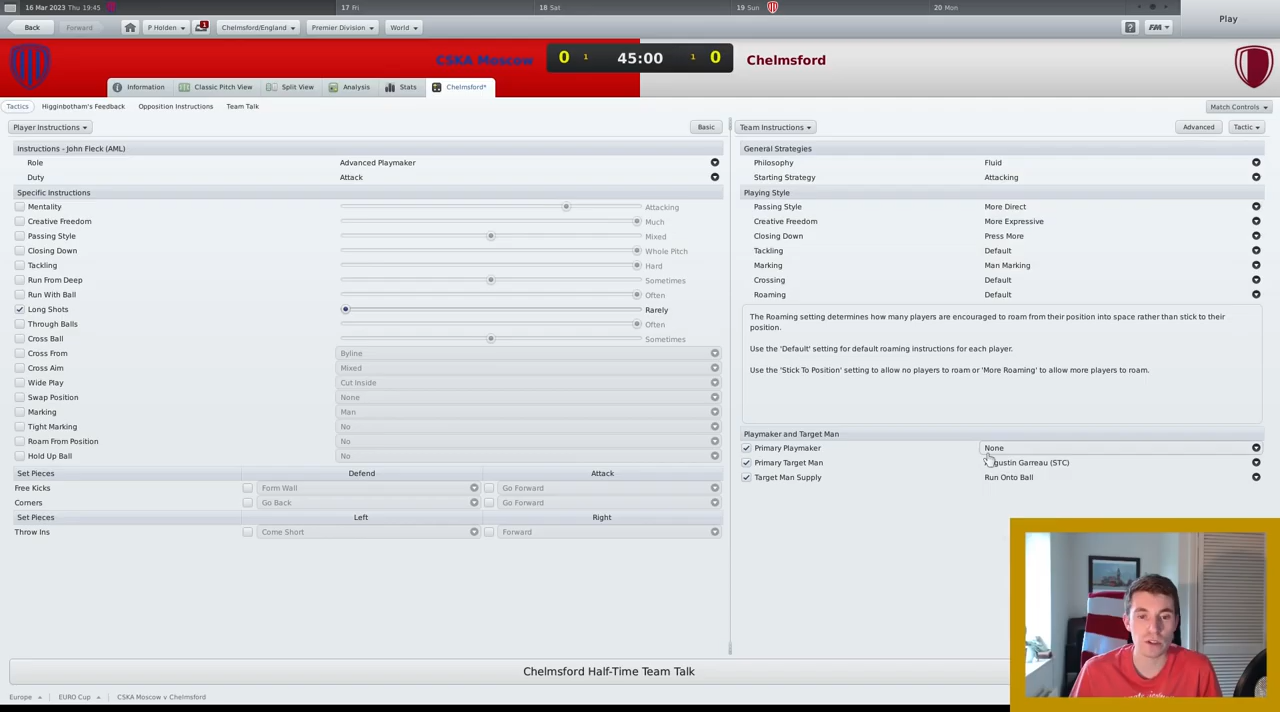 16 Mar 2023 Thu 19:45 17 Fri 18 Sat 19 Sun 20 Mon
Back Forward P Holden 1 Chelmsford/England Premier Division World ? FM Play
CSKA Moscow 0 1 45:00 1 0 Chelmsford
Information Classic Pitch View Split View Analysis Stats Chelmsford*
Tactics Higginbotham's Feedback Opposition Instructions Team Talk Match Controls
Player Instructions Basic Team Instructions Advanced Tactic
Instructions - John Fleck (AML)
Role Advanced Playmaker
Duty Attack
Specific Instructions
Mentality Attacking
Creative Freedom Much
Passing Style Mixed
Closing Down Whole Pitch
Tackling Hard
Run From Deep Sometimes
Run With Ball Often
Long Shots Rarely
Through Balls Often
Cross Ball Sometimes
Cross From Byline
Cross Aim Mixed
Wide Play Cut Inside
Swap Position None
Marking Man
Tight Marking No
Roam From Position No
Hold Up Ball No
Set Pieces Defend Attack
Free Kicks Form Wall Go Forward
Corners Go Back Go Forward
Set Pieces Left Right
Throw Ins Come Short Forward
General Strategies
Philosophy Fluid
Starting Strategy Attacking
Playing Style
Passing Style More Direct
Creative Freedom More Expressive
Closing Down Press More
Tackling Default
Marking Man Marking
Crossing Default
Roaming Default
The Roaming setting determines how many players are encouraged to roam from their position into space rather than stick to their
position.
Use the 'Default' setting for default roaming instructions for each player.
Use the 'Stick To Position' setting to allow no players to roam or 'More Roaming' to allow more players to roam.
Playmaker and Target Man
Primary Playmaker None
Primary Target Man Garreau (STC)
Target Man Supply Run Onto Ball
Chelmsford Half-Time Team Talk
Europe EURO Cup CSKA Moscow v Chelmsford